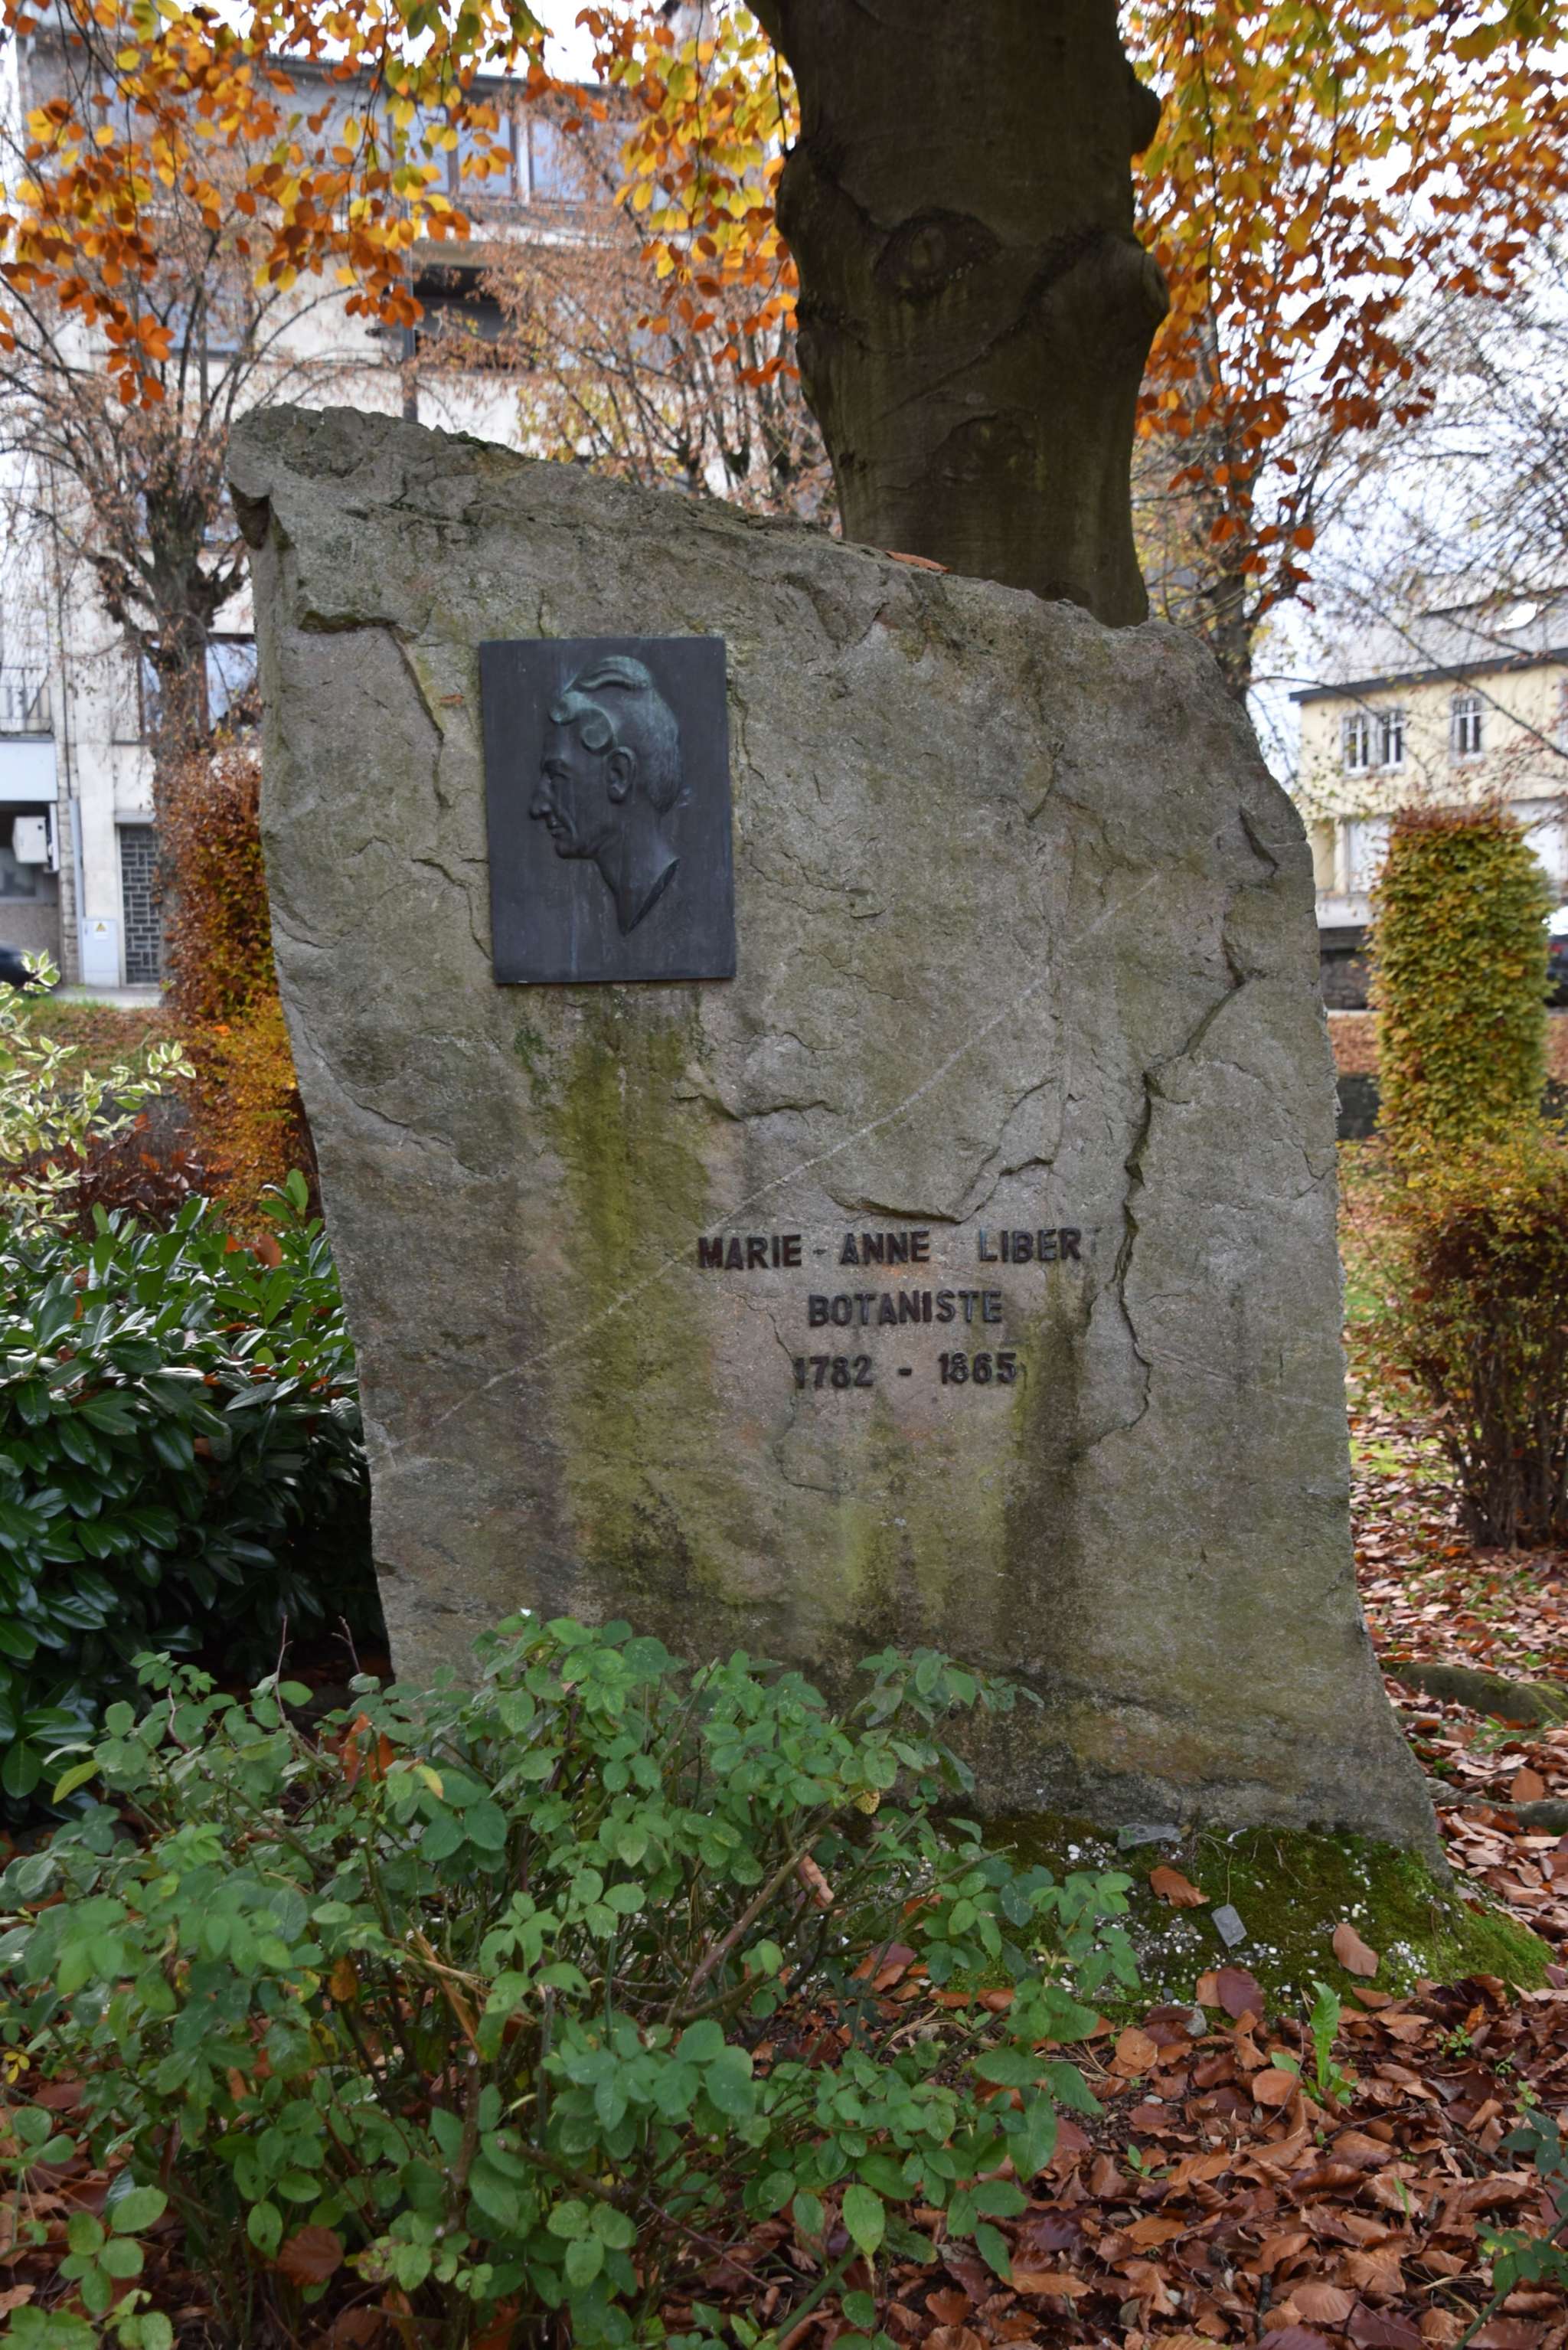 MARIE - ANNE LIBERT
BOTANISTE
1782 - 1865